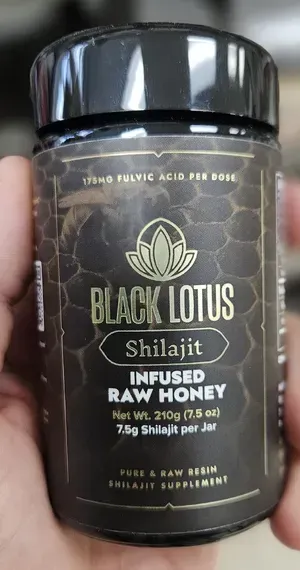 175MG FULVIC ACID PER DOSE
BLACK LOTUS
Shilajit
INFUSED
RAW HONEY
Net Wt. 210g (7.5 oz)
7.5g Shilajit per Jar
PURE & RAW RESIN
SHILAJIT SUPPLEMENT